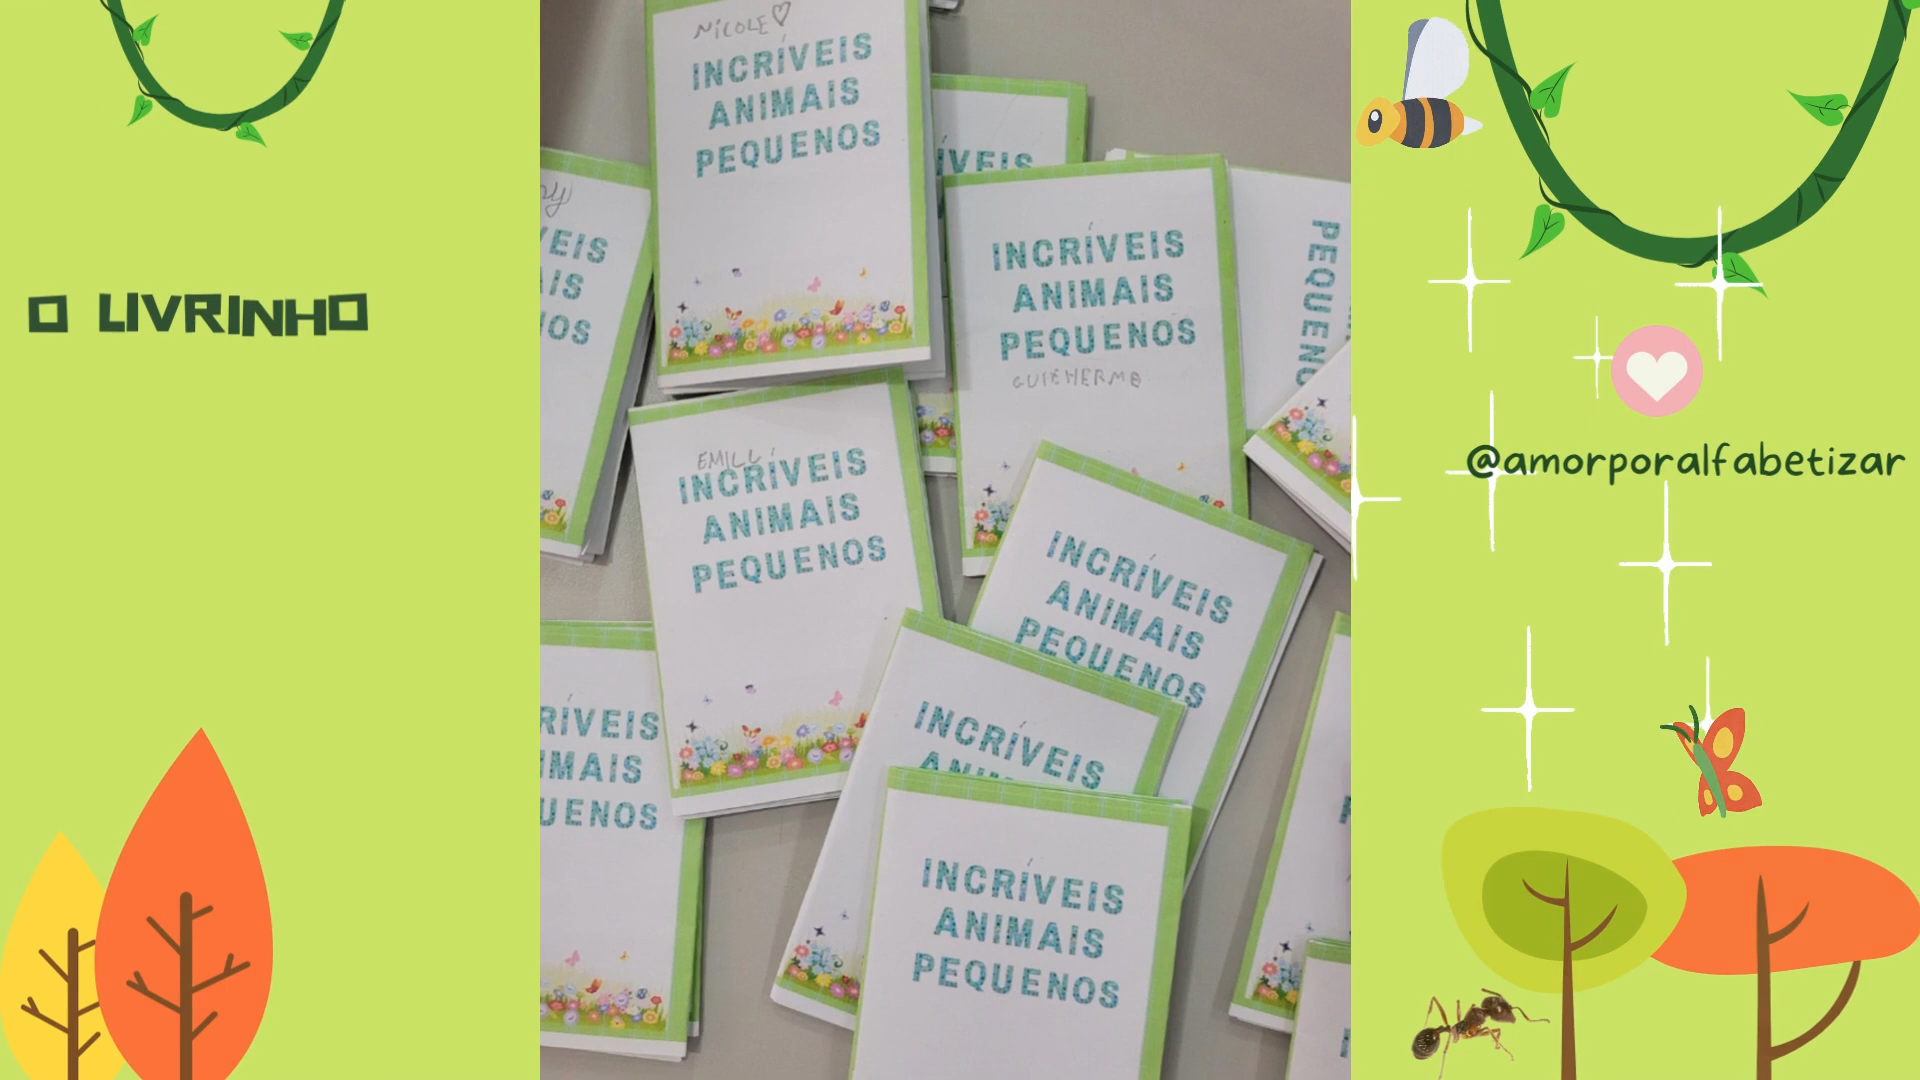 O LIVRINHO
NICOLE
INCRÍVEIS
ANIMAIS
PEQUENOS
INCRÍVEIS
ANIMAIS
PEQUENOS
GUILHERME
PEQUENOS
EMILL
INCRÍVEIS
ANIMAIS
PEQUENOS
INCRÍVEIS
ANIMAIS
PEQUENOS
INCRÍVEIS
INCRÍVEIS
ANIMAIS
PEQUENOS
@amorporalfabetizar